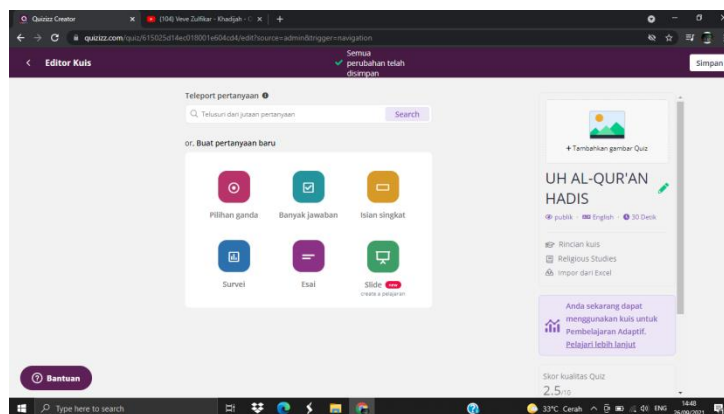 Quizizz Creator
(104) Veve Zulfikar - Khadijah -
quizizz.com/quiz/615025d14ec018001e604cd4/edit?source=admin&trigger=navigation
Editor Kuis
Semua
perubahan telah
disimpan
Simpan
Teleport pertanyaan
Telusuri dari jutaan pertanyaan
Search
or, Buat pertanyaan baru
Pilihan ganda
Banyak jawaban
Isian singkat
Survei
Esai
Slide new
create a pelajaran
+ Tambahkan gambar Quiz
UH AL-QUR'AN
HADIS
publik
English
30 Detik
Rincian kuis
Religious Studies
Impor dari Excel
Anda sekarang dapat
menggunakan kuis untuk
Pembelajaran Adaptif.
Pelajari lebih lanjut
Skor kualitas Quiz
2.5/10
Bantuan
Type here to search
33°C Cerah
ENG
14:48
26/09/2021